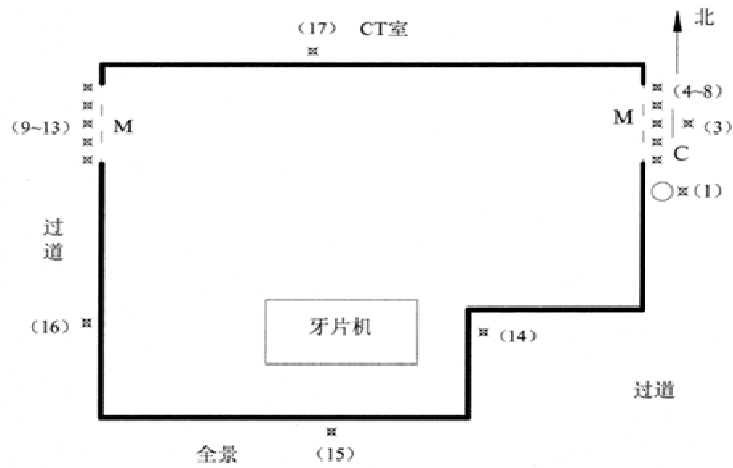 (17) CT室
北
(4~8)
(9~13) M
M (3)
C
(1)
过道
(16)
牙片机
(14)
过道
全景 (15)